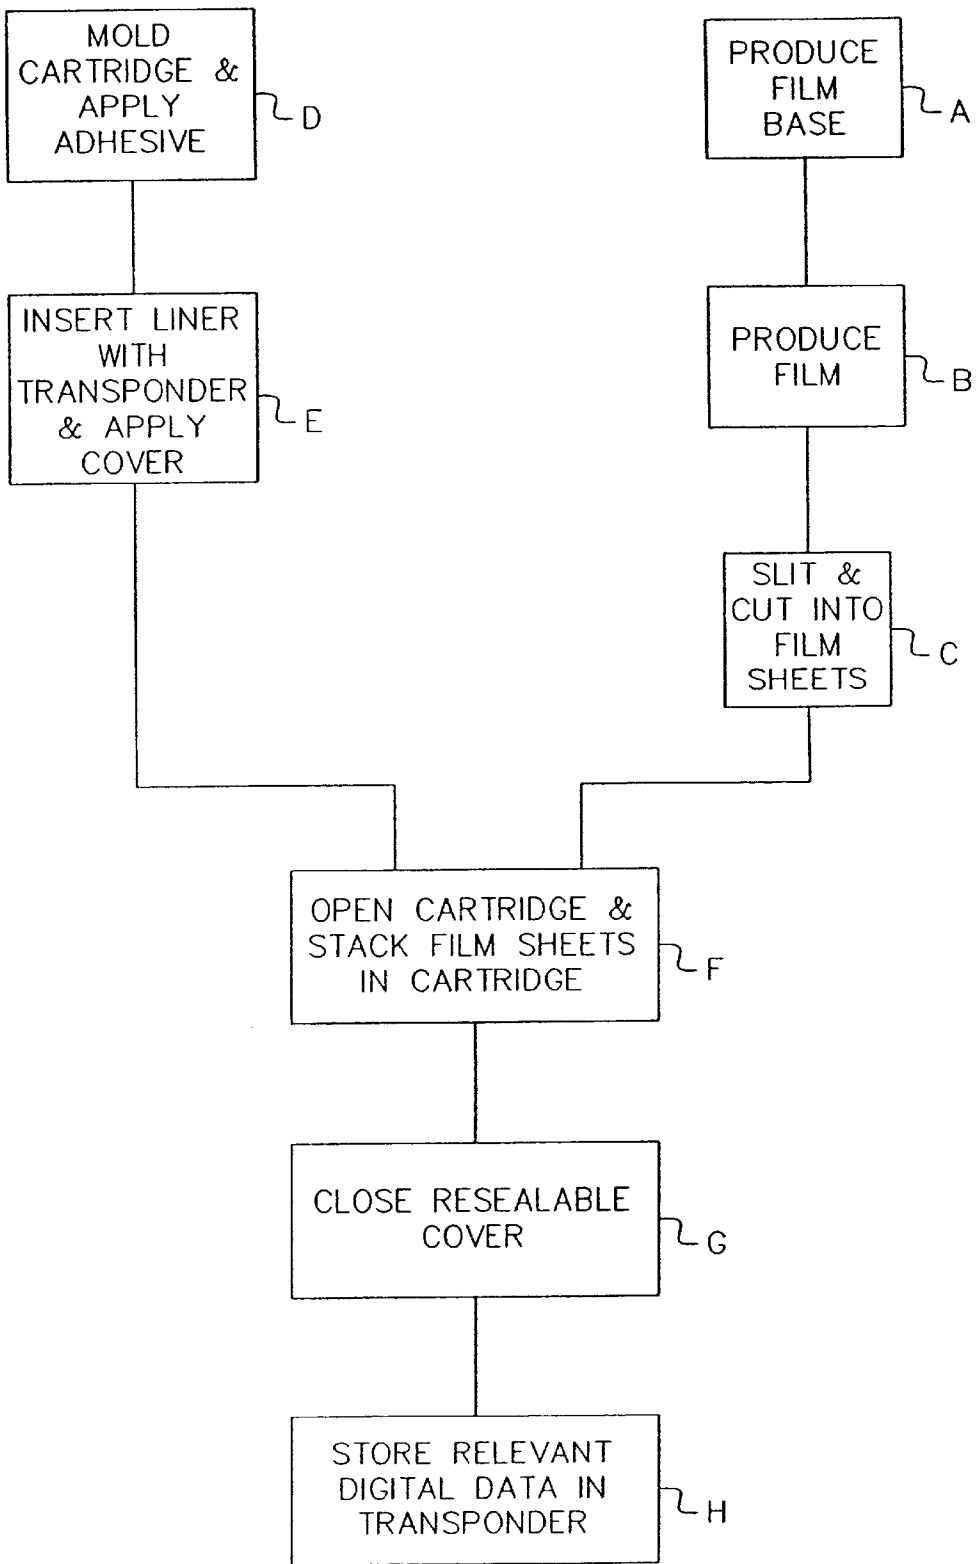 MOLD
CARTRIDGE &
APPLY
ADHESIVE
D
PRODUCE
FILM
BASE
A
INSERT LINER
WITH
TRANSPONDER
& APPLY
COVER
E
PRODUCE
FILM
B
SLIT &
CUT INTO
FILM
SHEETS
C
OPEN CARTRIDGE &
STACK FILM SHEETS
IN CARTRIDGE
F
CLOSE RESEALABLE
COVER
G
STORE RELEVANT
DIGITAL DATA IN
TRANSPONDER
H